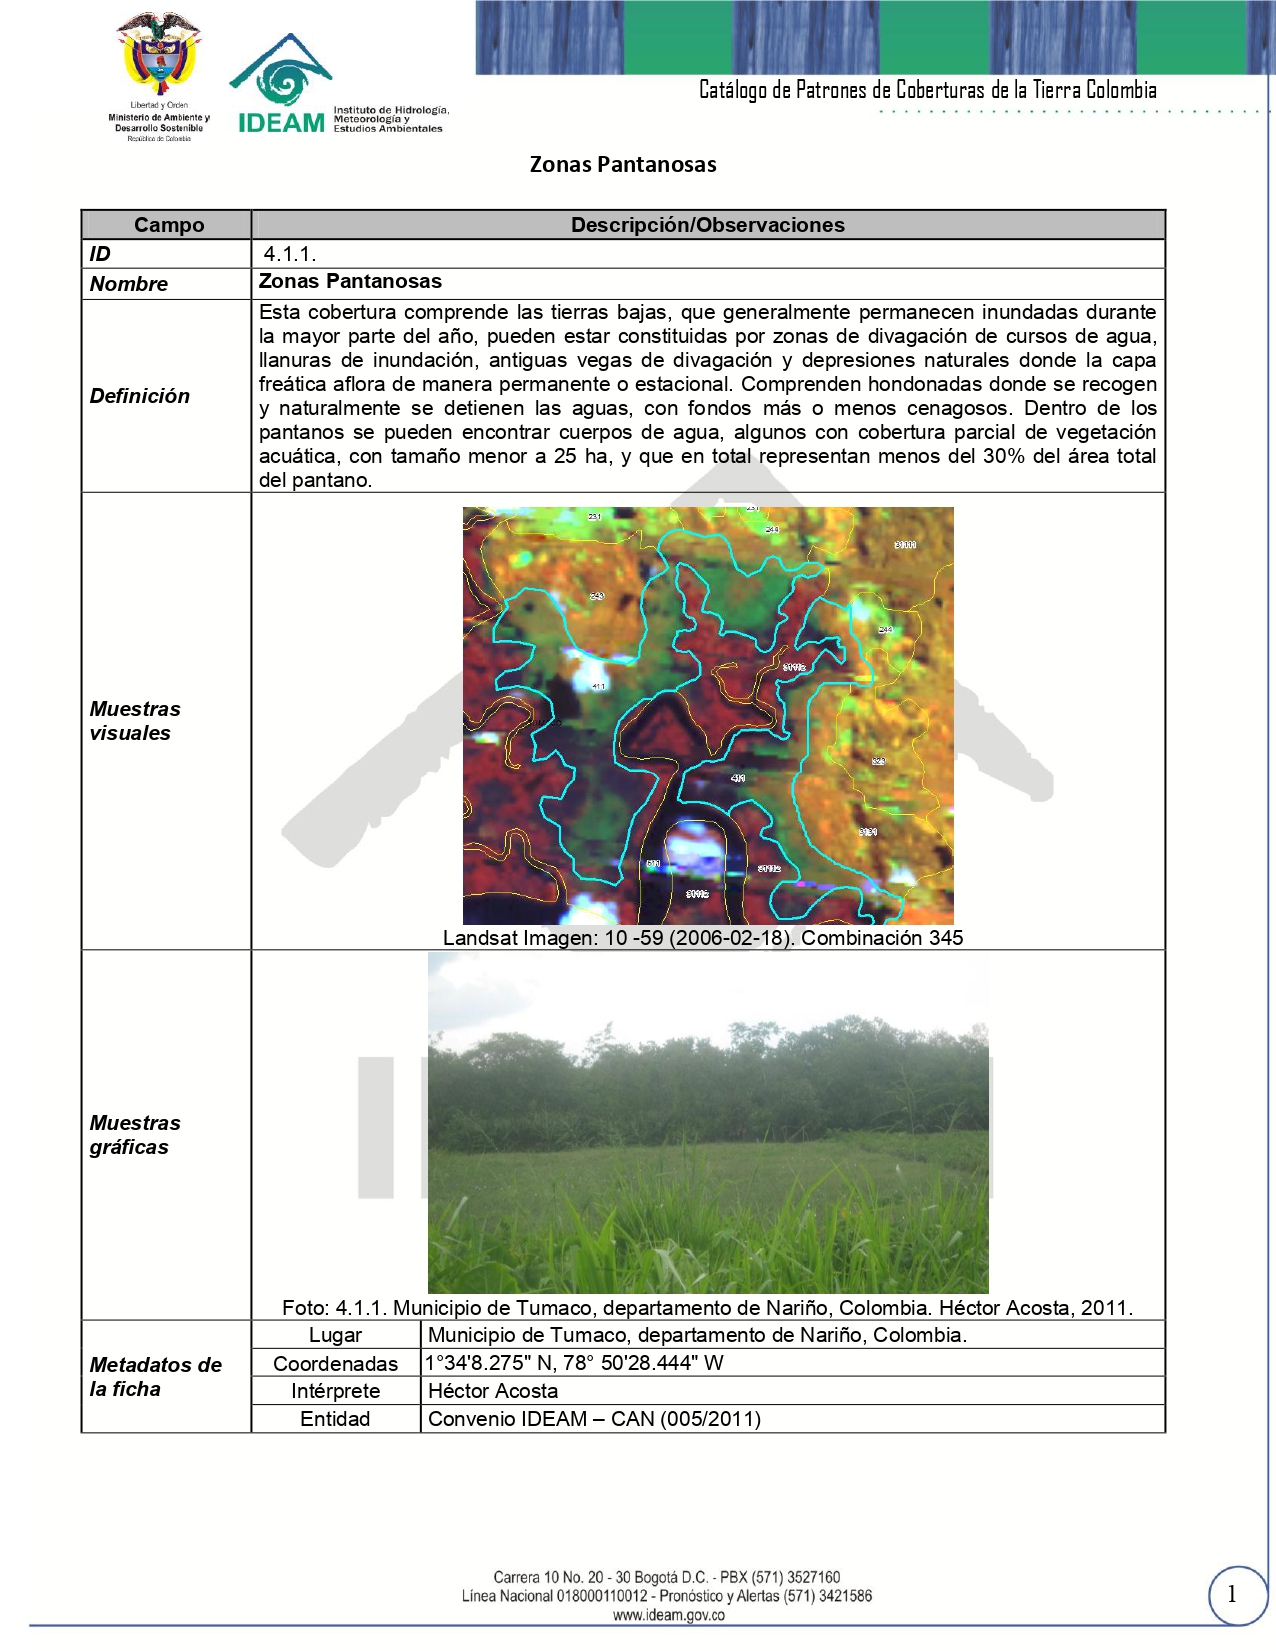 Libertad y Orden
Ministerio de Ambiente y
Desarrollo Sostenible
República de Colombia
IDEAM
Instituto de Hidrología,
Meteorología y
Estudios Ambientales
Catálogo de Patrones de Coberturas de la Tierra Colombia
Zonas Pantanosas
Campo Descripción/Observaciones
ID 4.1.1.
Nombre Zonas Pantanosas
Definición
Esta cobertura comprende las tierras bajas, que generalmente permanecen inundadas durante
la mayor parte del año, pueden estar constituidas por zonas de divagación de cursos de agua,
llanuras de inundación, antiguas vegas de divagación y depresiones naturales donde la capa
freática aflora de manera permanente o estacional. Comprenden hondonadas donde se recogen
y naturalmente se detienen las aguas, con fondos más o menos cenagosos. Dentro de los
pantanos se pueden encontrar cuerpos de agua, algunos con cobertura parcial de vegetación
acuática, con tamaño menor a 25 ha, y que en total representan menos del 30% del área total
del pantano.
Muestras
visuales
231
231
244
31111
243
244
411
323
411
3131
511
Landsat Imagen: 10 -59 (2006-02-18). Combinación 345
Muestras
gráficas
Foto: 4.1.1. Municipio de Tumaco, departamento de Nariño, Colombia. Héctor Acosta, 2011.
Metadatos de
la ficha
Lugar Municipio de Tumaco, departamento de Nariño, Colombia.
Coordenadas 1°34'8.275" N, 78° 50'28.444" W
Intérprete Héctor Acosta
Entidad Convenio IDEAM – CAN (005/2011)
Carrera 10 No. 20 - 30 Bogotá D.C. - PBX (571) 3527160
Línea Nacional 018000110012 - Pronóstico y Alertas (571) 3421586
www.ideam.gov.co
1